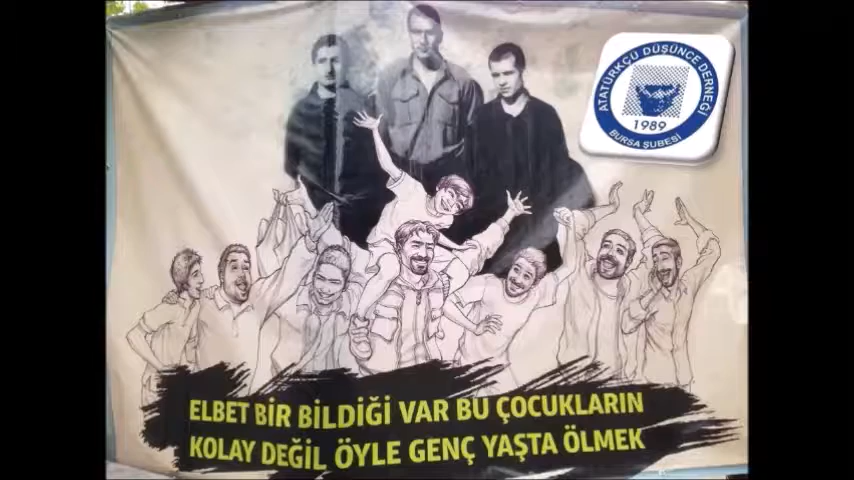 ATATÜRKÇÜ DÜŞÜNCE DERNEĞİ
1989
BURSA ŞUBESİ
ELBET BİR BİLDİĞİ VAR BU ÇOCUKLARIN
KOLAY DEĞİL ÖYLE GENÇ YAŞTA ÖLMEK